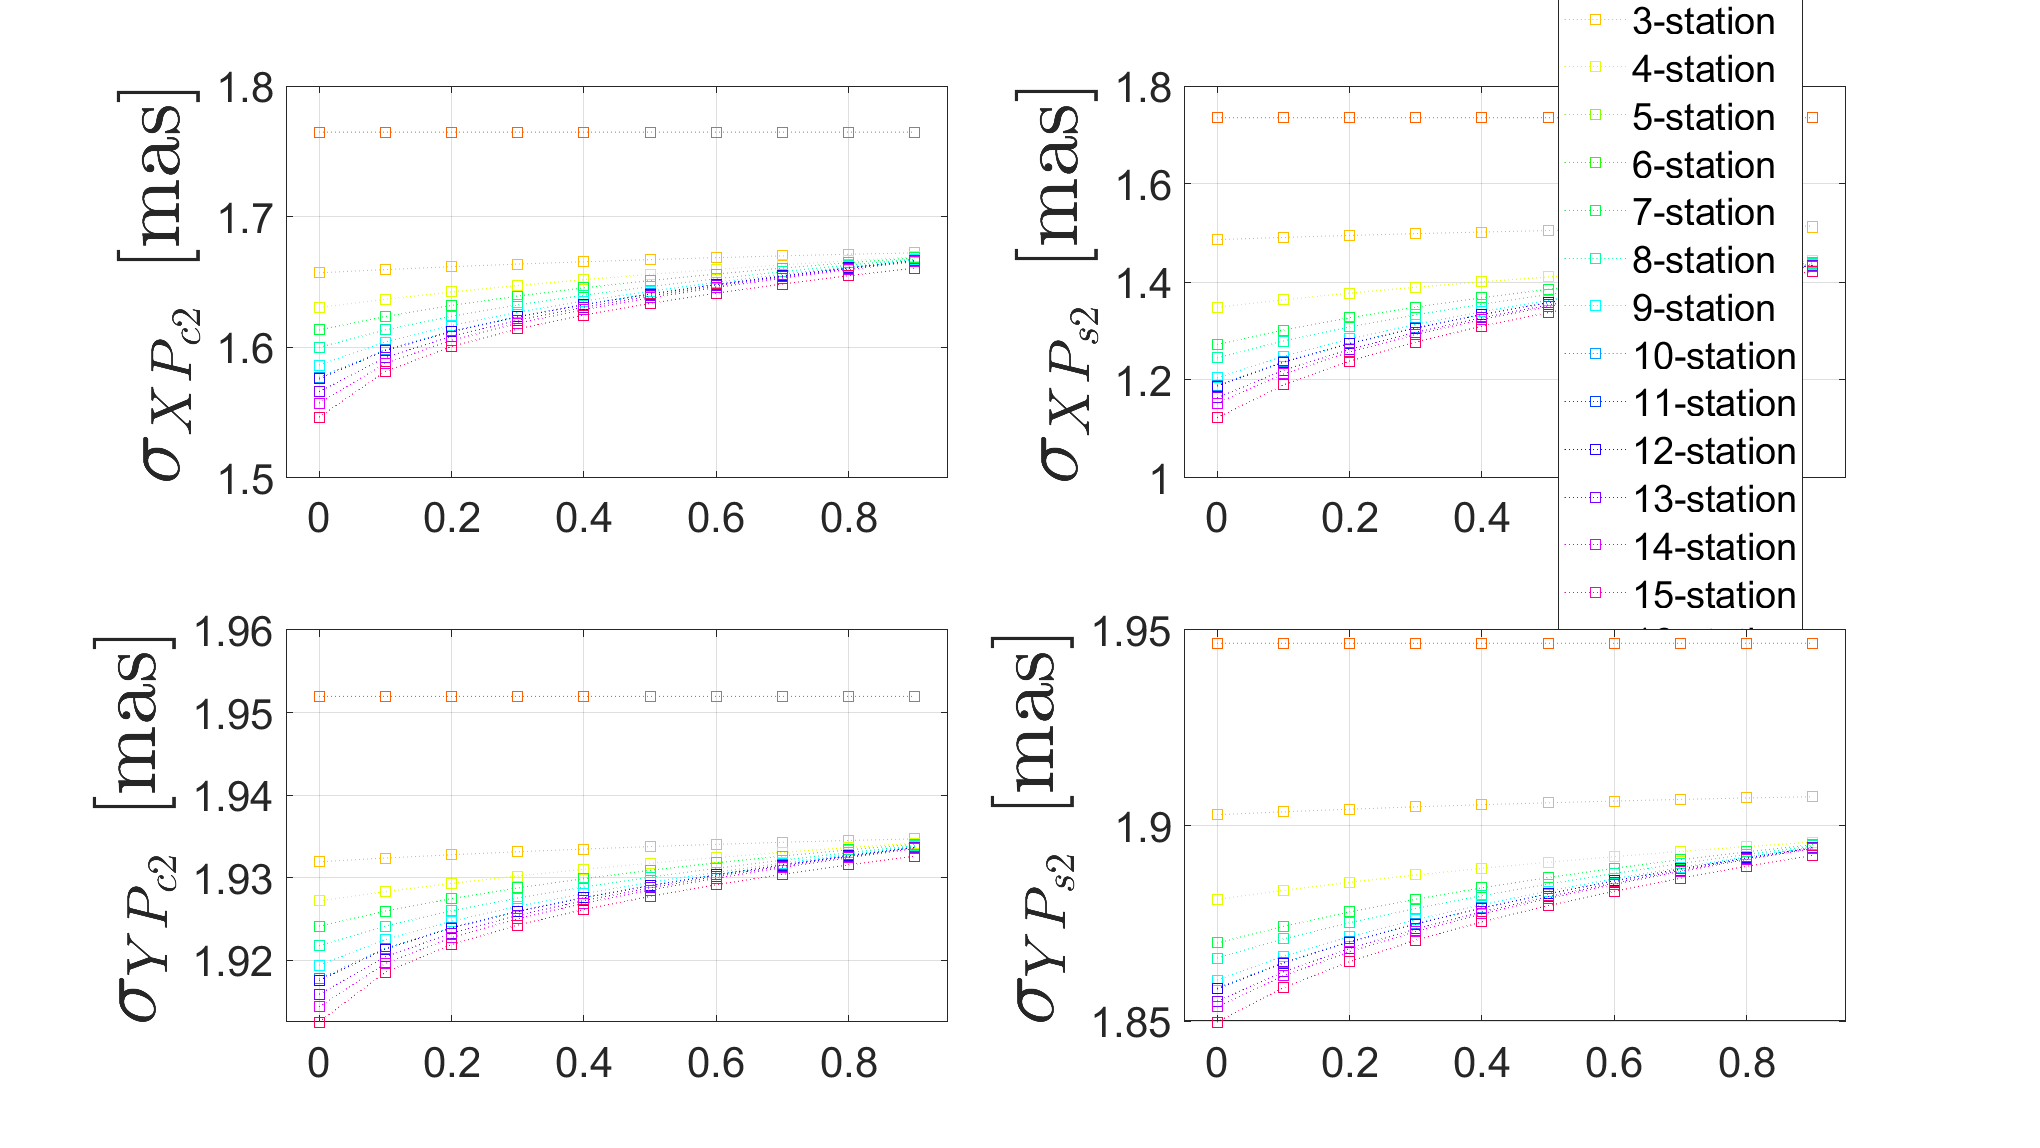 σXPc2 [mas]
1.8
1.7
1.6
1.5
0 0.2 0.4 0.6 0.8
σXPs2 [mas]
1.8
1.6
1.4
1.2
1
0 0.2 0.4
3-station
4-station
5-station
6-station
7-station
8-station
9-station
10-station
11-station
12-station
13-station
14-station
15-station
σYPc2 [mas]
1.96
1.95
1.94
1.93
1.92
0 0.2 0.4 0.6 0.8
σYPs2 [mas]
1.95
1.9
1.85
0 0.2 0.4 0.6 0.8